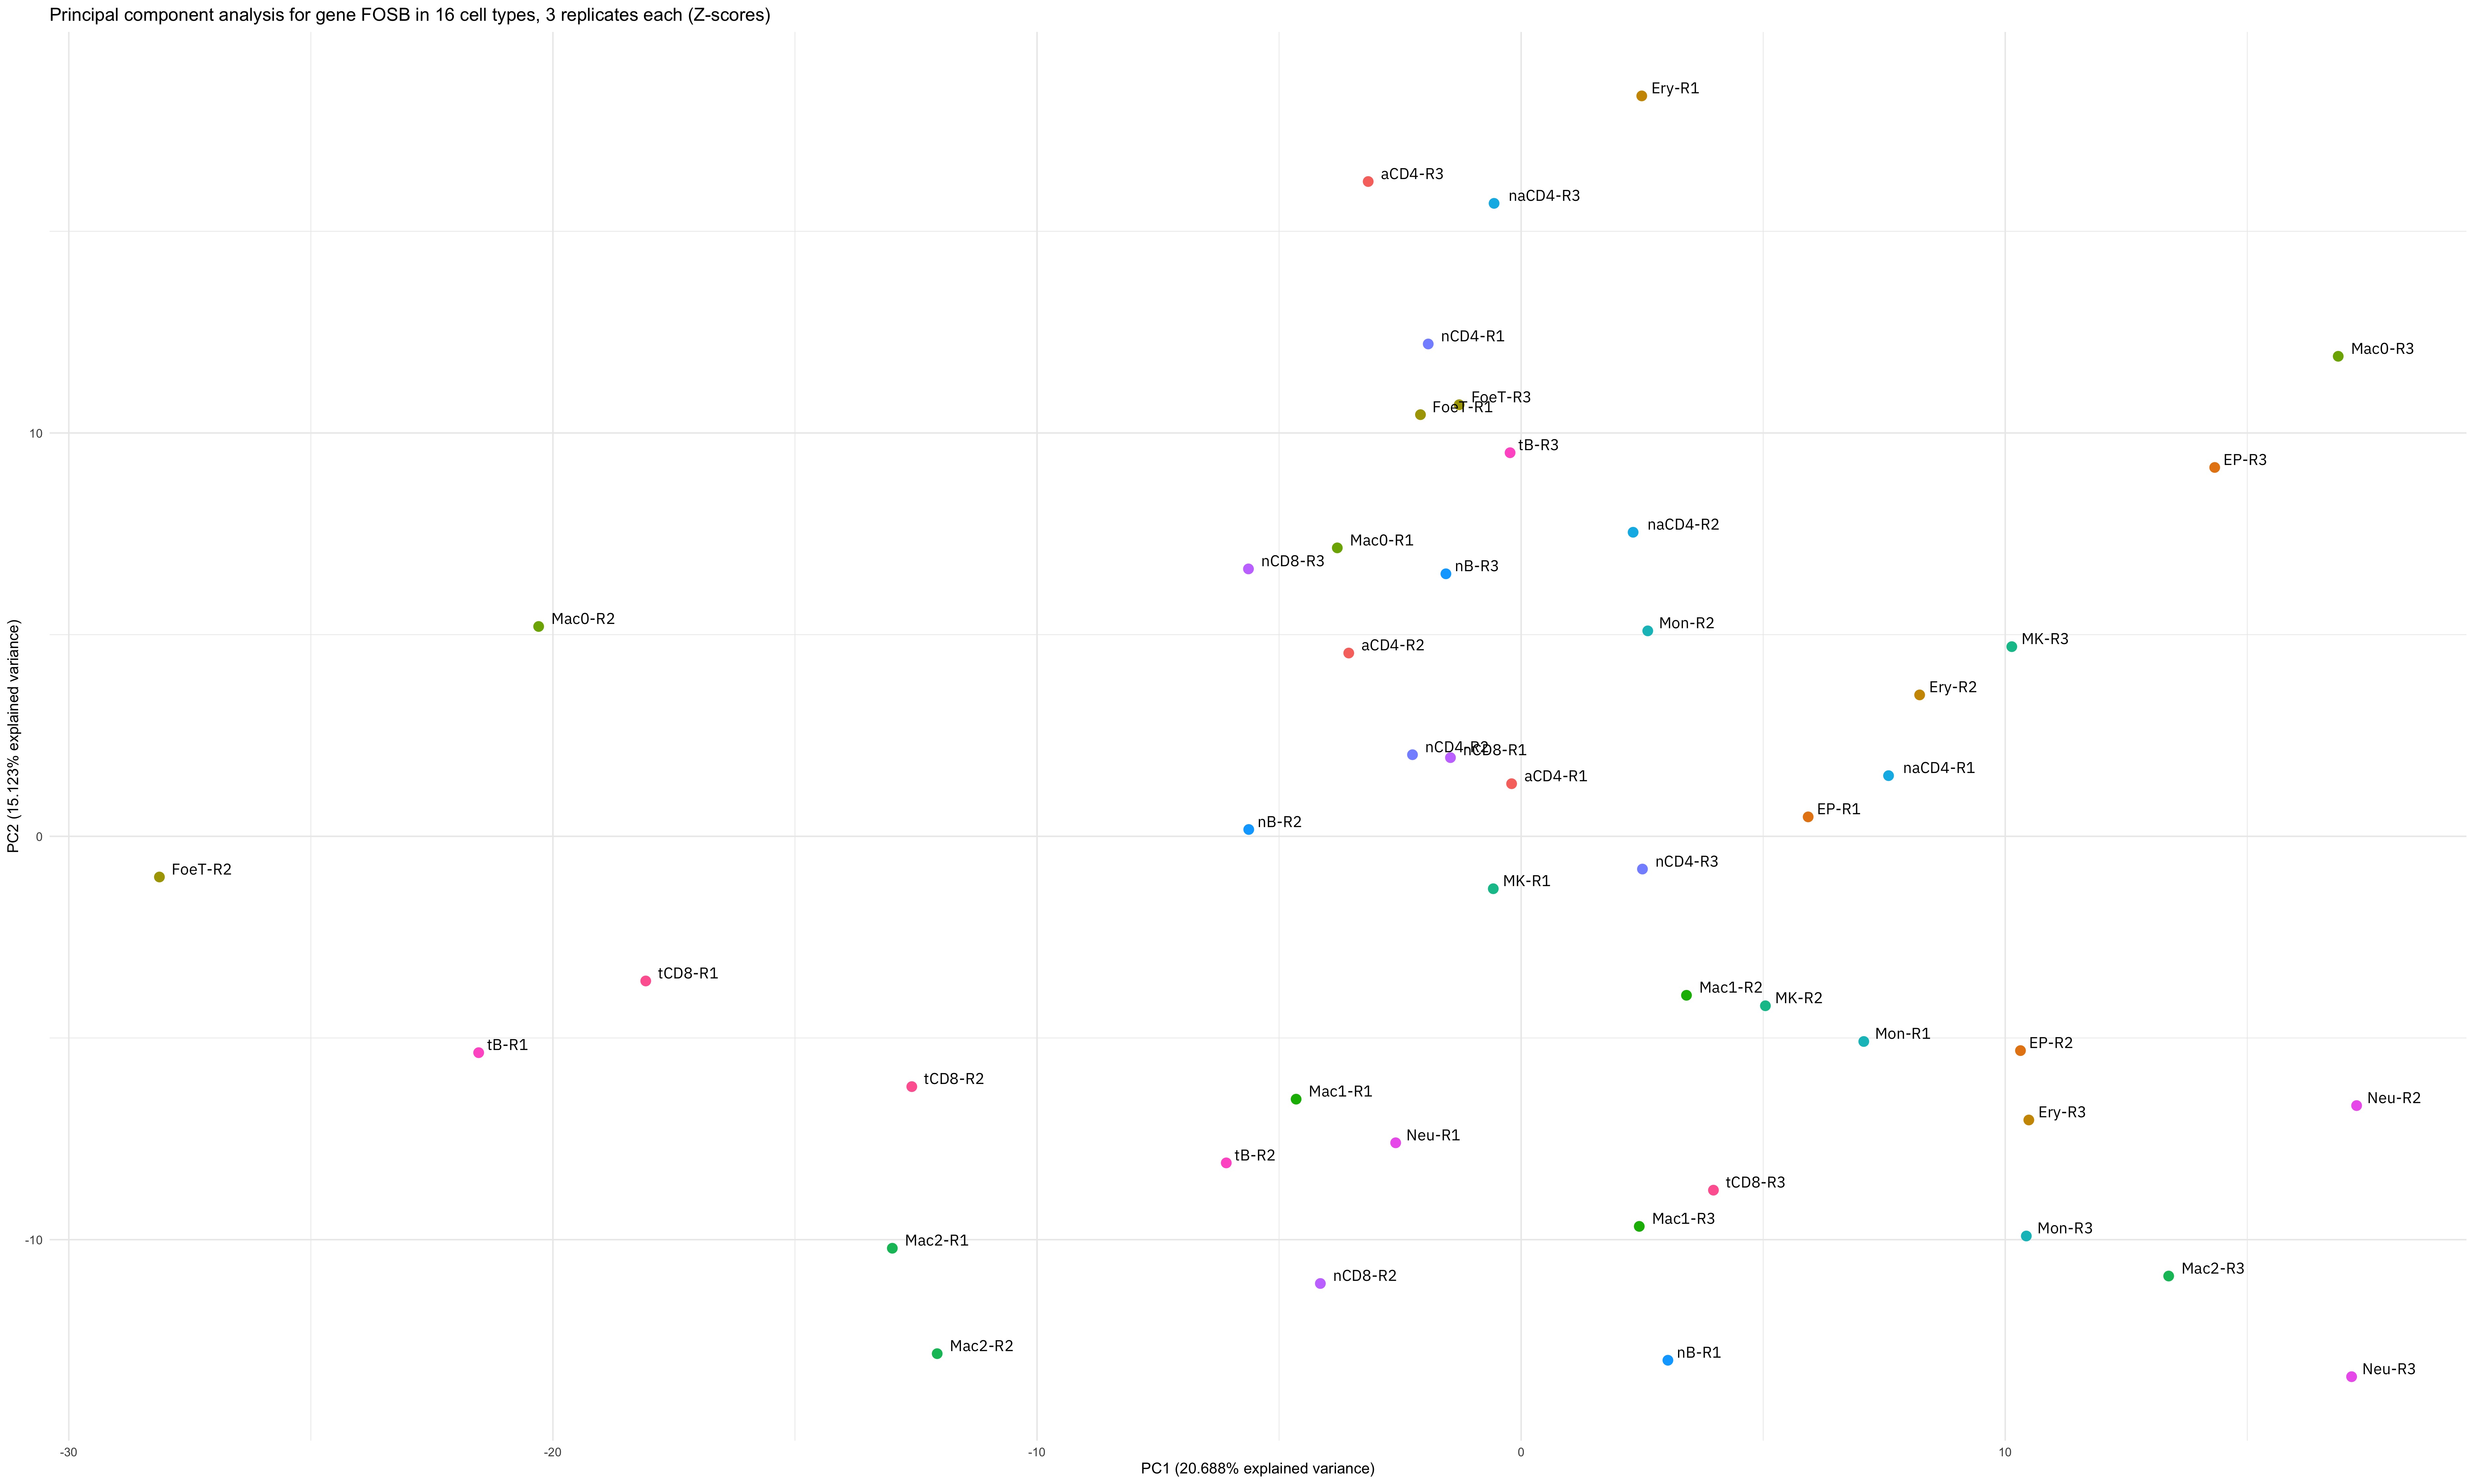 Principal component analysis for gene FOSB in 16 cell types, 3 replicates each (Z-scores)
Ery-R1
aCD4-R3
naCD4-R3
nCD4-R1
Mac0-R3
FoeT-R3
FoeT-R1
10
tB-R3
EP-R3
naCD4-R2
Mac0-R1
nCD8-R3
nB-R3
Mac0-R2
Mon-R2
MK-R3
aCD4-R2
Ery-R2
nCD4-R2
nCD8-R1
naCD4-R1
aCD4-R1
EP-R1
nB-R2
0
PC2 (15.123% explained variance)
nCD4-R3
FoeT-R2
MK-R1
tCD8-R1
Mac1-R2
MK-R2
Mon-R1
EP-R2
tB-R1
tCD8-R2
Mac1-R1
Neu-R2
Ery-R3
Neu-R1
tB-R2
tCD8-R3
Mac1-R3
Mon-R3
-10
Mac2-R1
Mac2-R3
nCD8-R2
Mac2-R2
nB-R1
Neu-R3
-30
-20
-10
0
10
PC1 (20.688% explained variance)